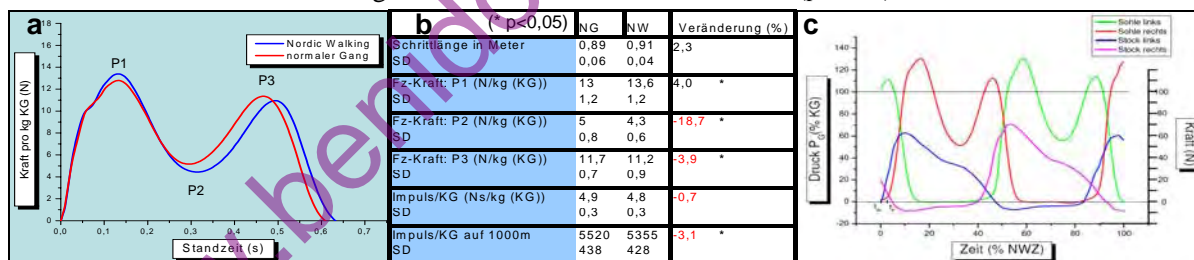 a
Nordic Walking
normaler Gang
P1
P3
P2
Kraft pro kg KG (N)
18
16
14
12
10
8
6
4
2
0
0,0 0,1 0,2 0,3 0,4 0,5 0,6 0,7
Standzeit (s)
b (* p<0,05) NG NW Veränderung (%)
Schrittlänge in Meter 0,89 0,91 2,3
SD 0,06 0,04
Fz-Kraft: P1 (N/kg (KG)) 13 13,6 4,0 *
SD 1,2 1,2
Fz-Kraft: P2 (N/kg (KG)) 5 4,3 -18,7 *
SD 0,8 0,6
Fz-Kraft: P3 (N/kg (KG)) 11,7 11,2 -3,9 *
SD 0,7 0,9
Impuls/KG (Ns/kg (KG)) 4,9 4,8 -0,7
SD 0,3 0,3
Impuls/KG auf 1000m 5520 5355 -3,1 *
SD 438 428
c
Sohle links
Sohle rechts
Stock links
Stock rechts
Druck P (% KG)
140
120
100
80
60
40
20
0
-20
100
80
60
40
20
0
Kraft (N)
0 20 40 60 80 100
Zeit (% NWZ)